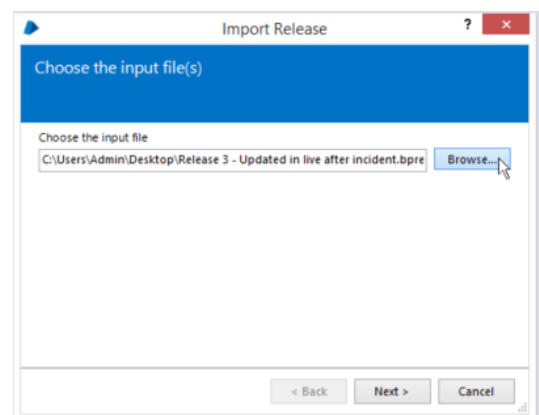 Import Release
?
×
Choose the input file(s)
Choose the input file
C:\Users\Admin\Desktop\Release 3 - Updated in live after incident.bpre
Browse...
< Back
Next >
Cancel